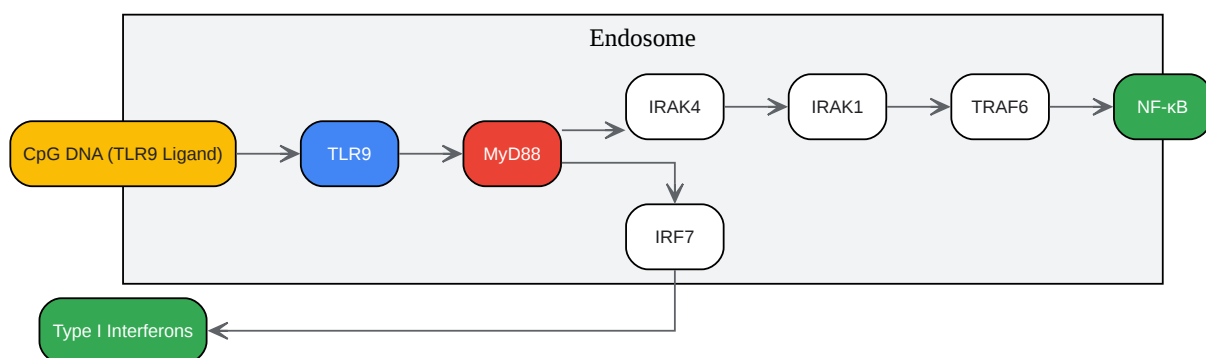 Endosome
IRAK4
IRAK1
TRAF6
NF-κB
CpG DNA (TLR9 Ligand)
TLR9
MyD88
IRF7
Type I Interferons